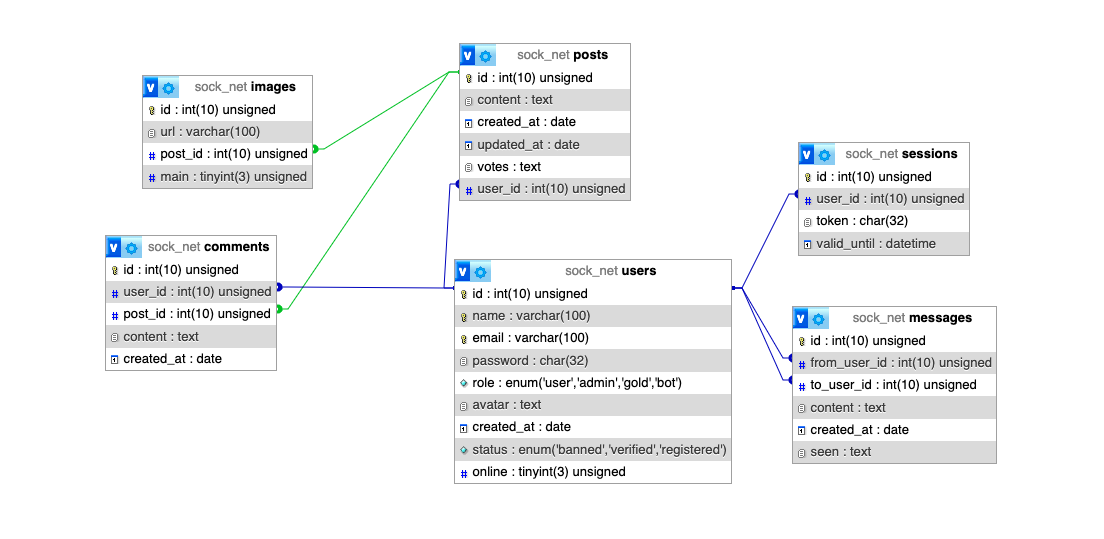 sock_net images
id : int(10) unsigned
url : varchar(100)
post_id : int(10) unsigned
main : tinyint(3) unsigned
sock_net posts
id : int(10) unsigned
content : text
created_at : date
updated_at : date
votes : text
user_id : int(10) unsigned
sock_net comments
id : int(10) unsigned
user_id : int(10) unsigned
post_id : int(10) unsigned
content : text
created_at : date
sock_net users
id : int(10) unsigned
name : varchar(100)
email : varchar(100)
password : char(32)
role : enum('user','admin','gold','bot')
avatar : text
created_at : date
status : enum('banned','verified','registered')
online : tinyint(3) unsigned
sock_net sessions
id : int(10) unsigned
user_id : int(10) unsigned
token : char(32)
valid_until : datetime
sock_net messages
id : int(10) unsigned
from_user_id : int(10) unsigned
to_user_id : int(10) unsigned
content : text
created_at : date
seen : text